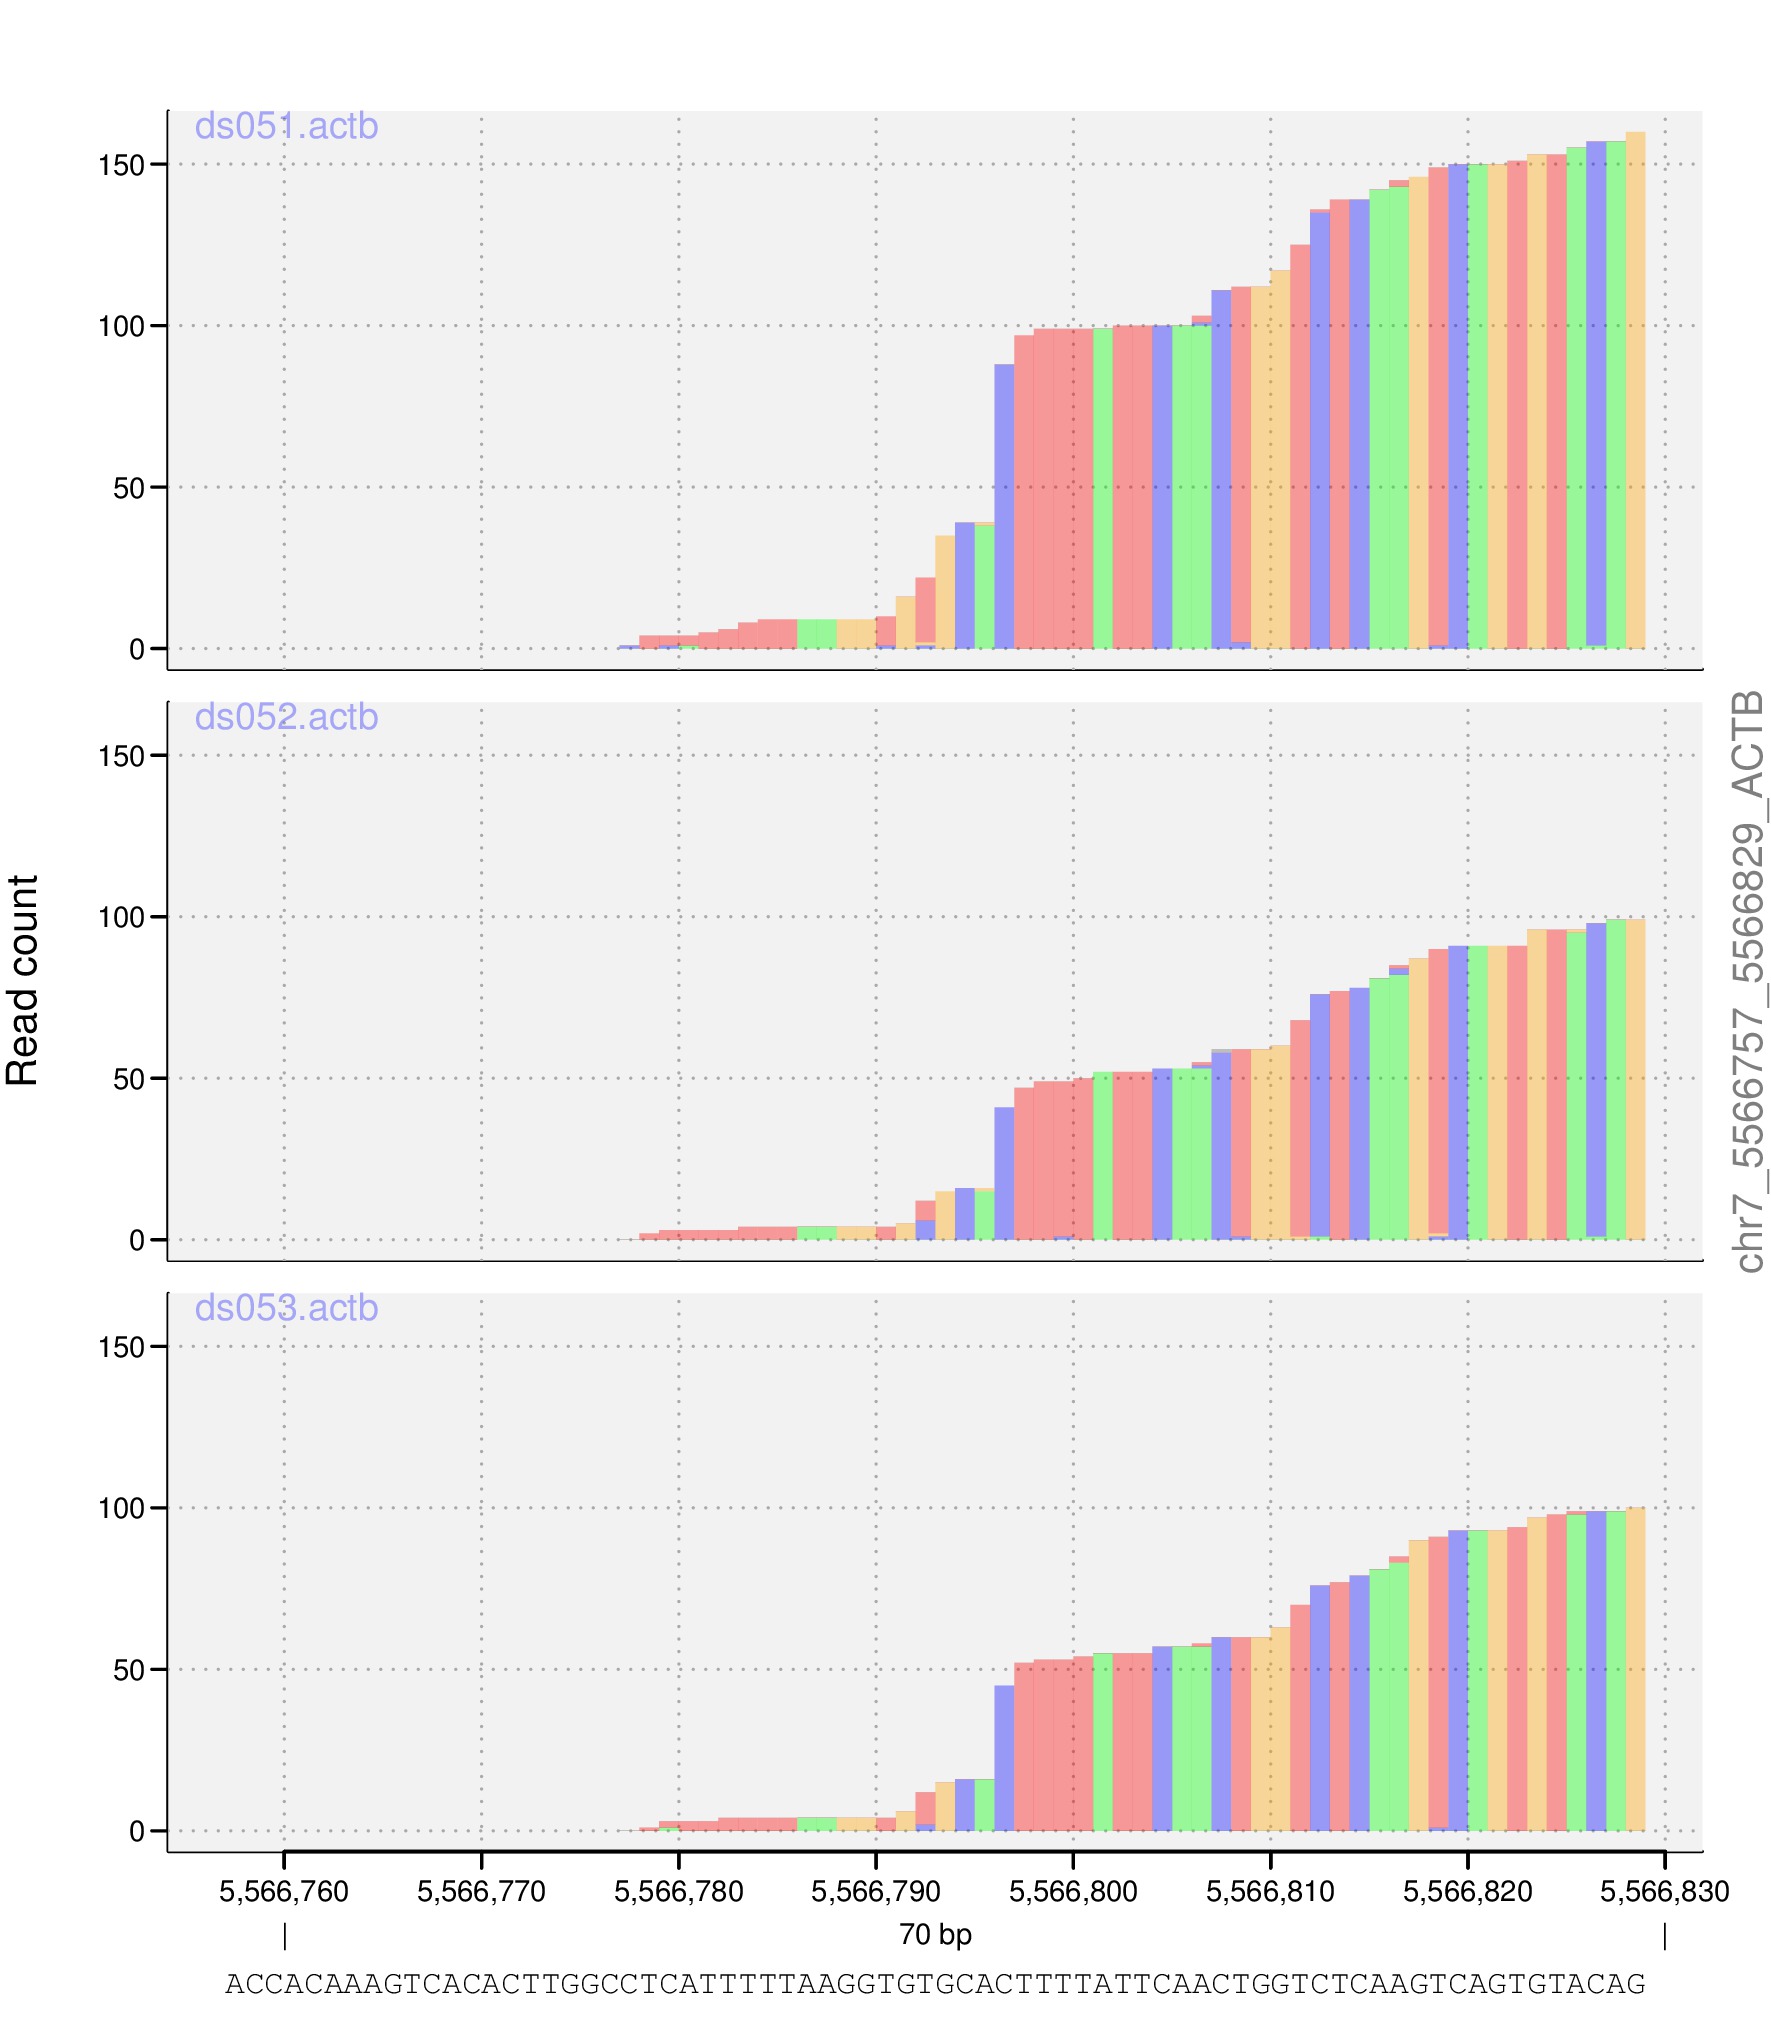 ds051.actb
150
100
50
0
ds052.actb
150
100
50
0
ds053.actb
150
100
50
0
Read count
chr7_5566757_5566829_ACTB
5,566,760 5,566,770 5,566,780 5,566,790 5,566,800 5,566,810 5,566,820 5,566,830
70 bp
ACCACAAAGTCACACTTGGCCTCATTTTTAAGGTGTGCACTTTTATTCAACTGGTCTCAAGTCAGTGTACAG